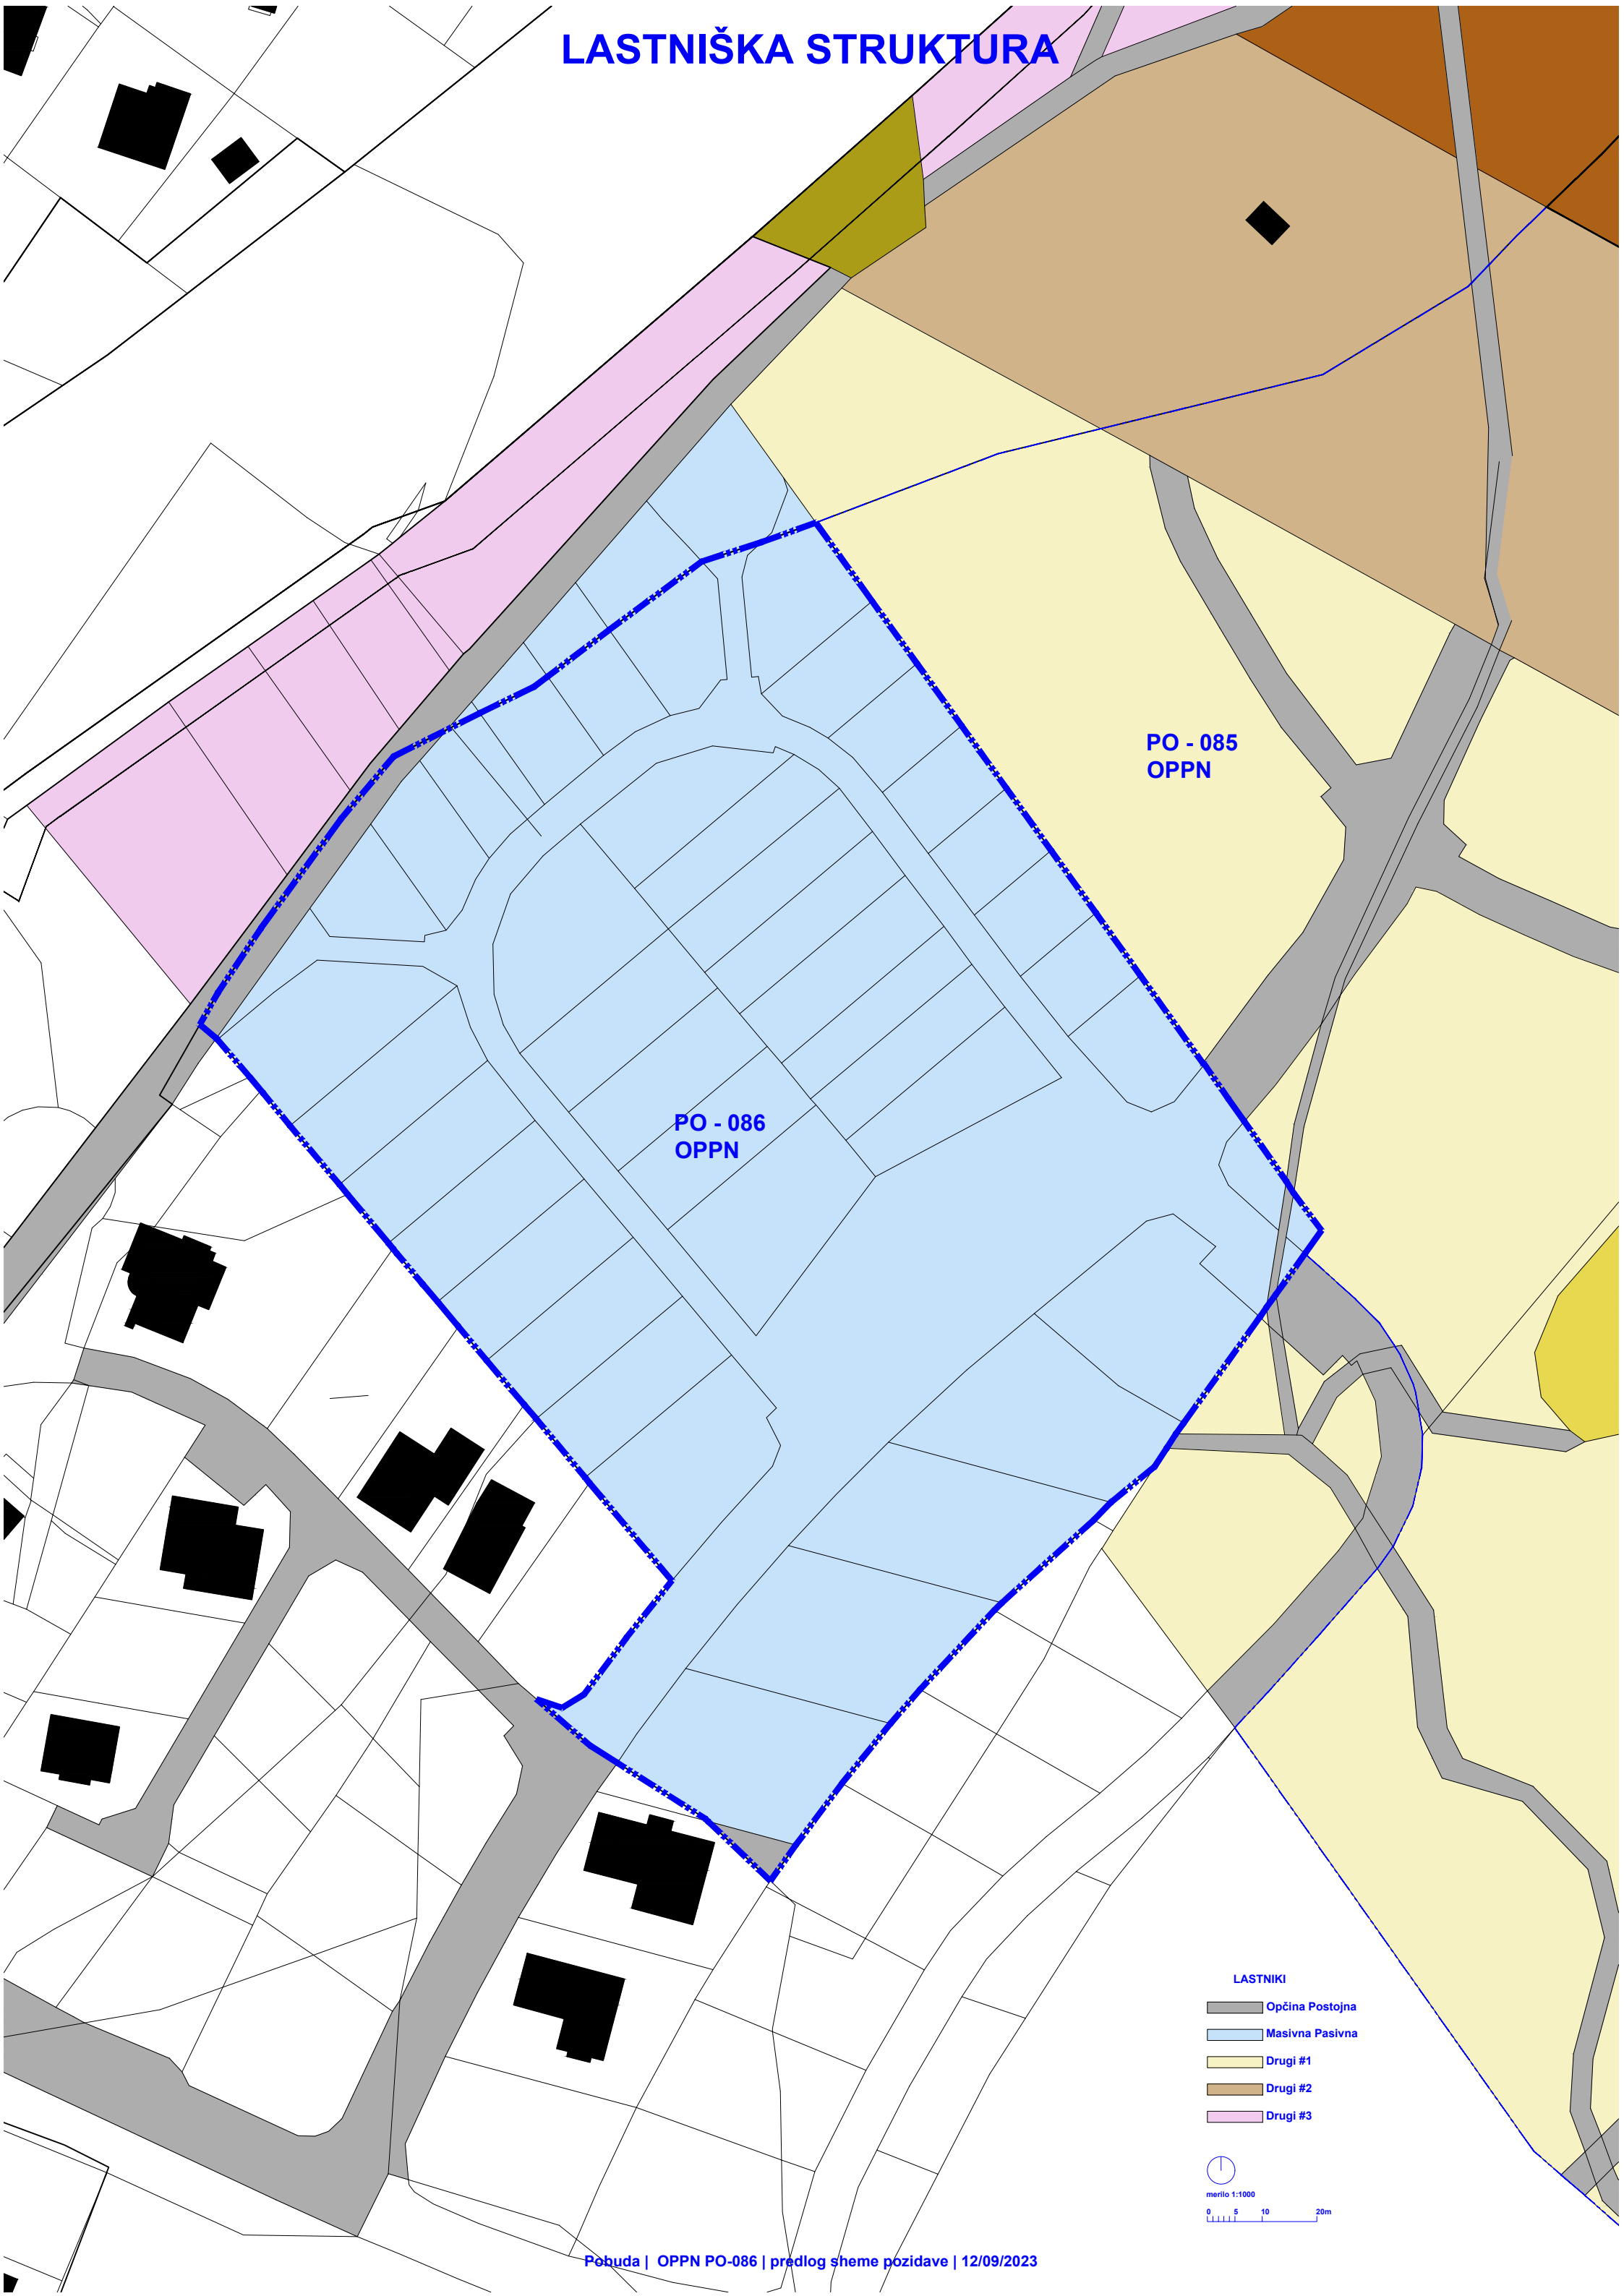 LASTNIŠKA STRUKTURA
PO - 085
OPPN
PO - 086
OPPN
LASTNIKI
Občina Postojna
Masivna Pasivna
Drugi #1
Drugi #2
Drugi #3
merilo 1:1000
0 5 10 20m
Pobuda | OPPN PO-086 | predlog sheme pozidave | 12/09/2023